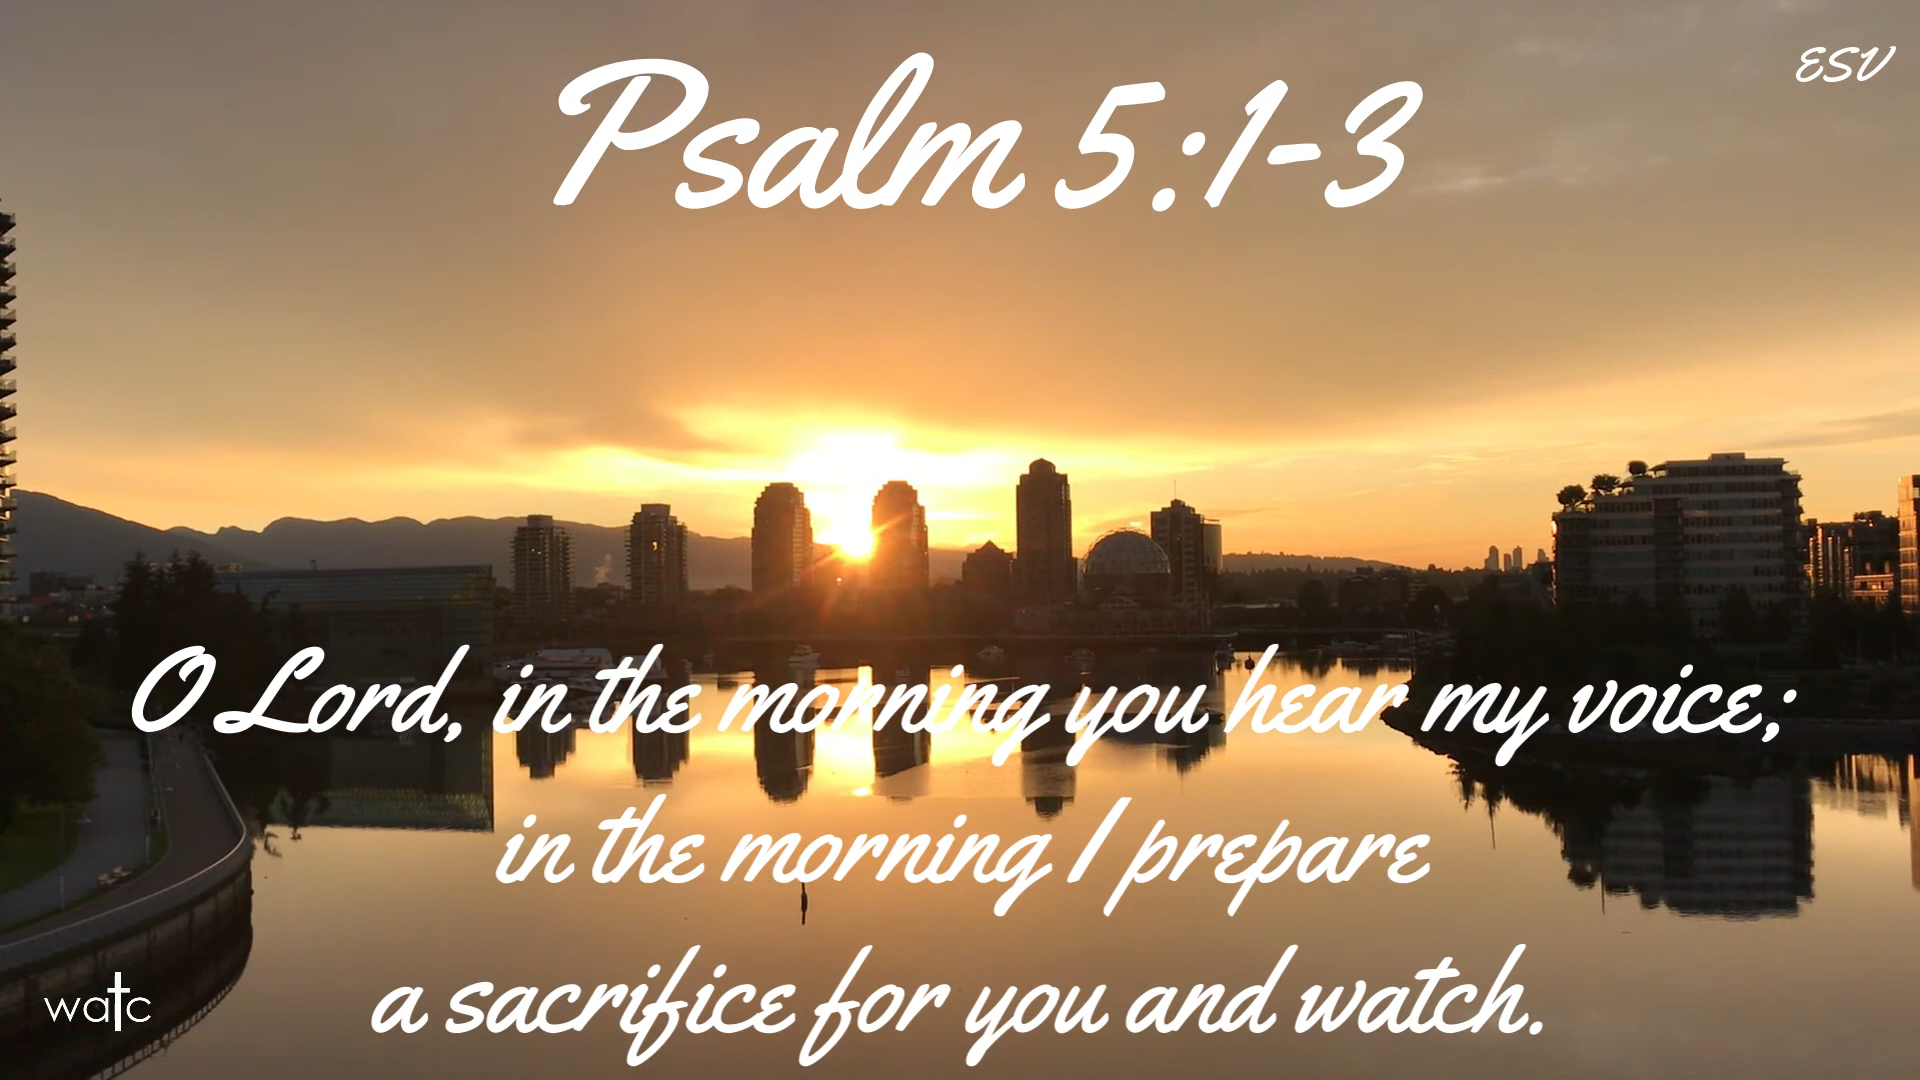 Psalm 5:1-3
ESV
O Lord, in the morning you hear my voice;
in the morning I prepare
a sacrifice for you and watch.
watc